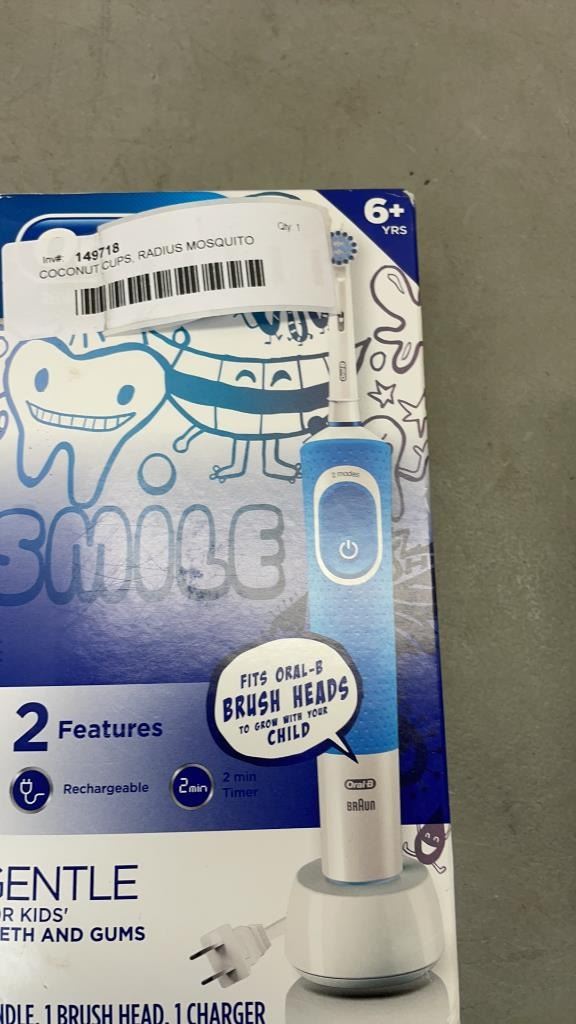 6+
YRS
Inv#: 149718
Qty: 1
COCONUT CUPS, RADIUS MOSQUITO
Oral-B
SMILE
2 modes
FITS ORAL-B
BRUSH HEADS
TO GROW WITH YOUR
CHILD
2 Features
Rechargeable
2min
2 min
Timer
Oral-B
BRAUN
GENTLE
OR KIDS'
ETH AND GUMS
NDLE, 1 BRUSH HEAD, 1 CHARGER